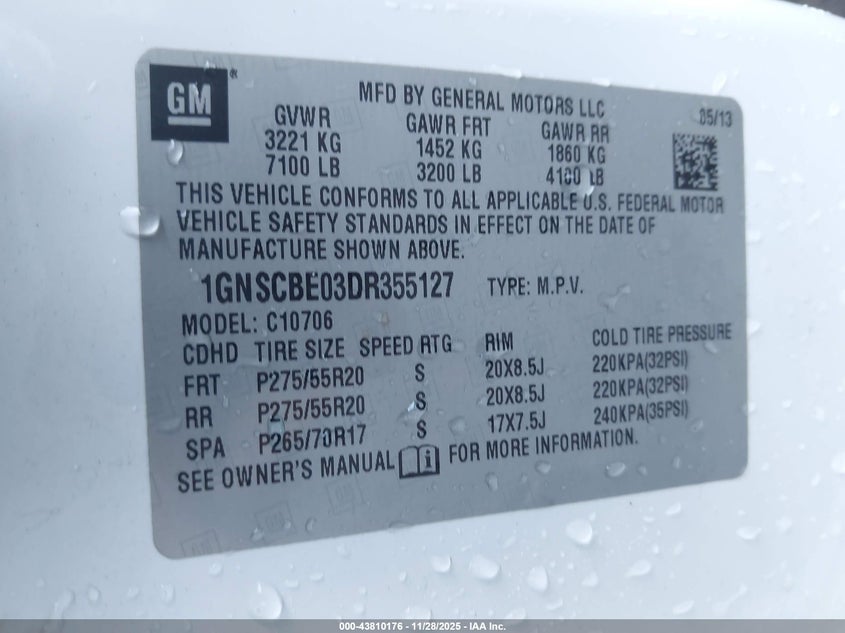 GM®
MFD BY GENERAL MOTORS LLC
05/13
GVWR GAWR FRT GAWR RR
3221 KG 1452 KG 1860 KG
7100 LB 3200 LB 4100 LB
THIS VEHICLE CONFORMS TO ALL APPLICABLE U.S. FEDERAL MOTOR
VEHICLE SAFETY STANDARDS IN EFFECT ON THE DATE OF
MANUFACTURE SHOWN ABOVE.
1GNSCBE03DR355127 TYPE: M.P.V.
MODEL: C10706
CDHD TIRE SIZE SPEED RTG RIM COLD TIRE PRESSURE
FRT P275/55R20 S 20X8.5J 220KPA(32PSI)
RR P275/55R20 S 20X8.5J 220KPA(32PSI)
SPA P265/70R17 S 17X7.5J 240KPA(35PSI)
SEE OWNER'S MANUAL i FOR MORE INFORMATION.
000-43810176 - 11/28/2025 - IAA Inc.